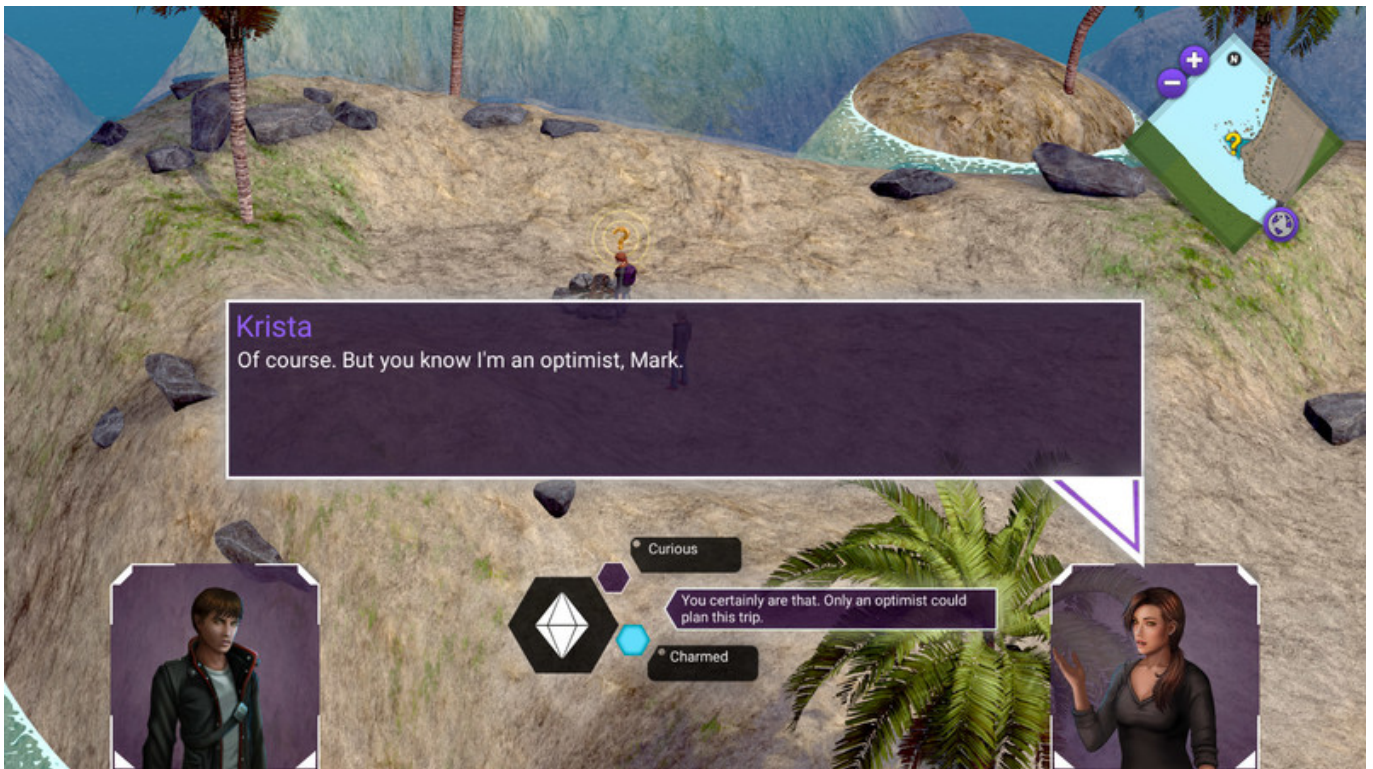 N
?
?
Krista
Of course. But you know I'm an optimist, Mark.
Curious
You certainly are that. Only an optimist could
plan this trip.
Charmed